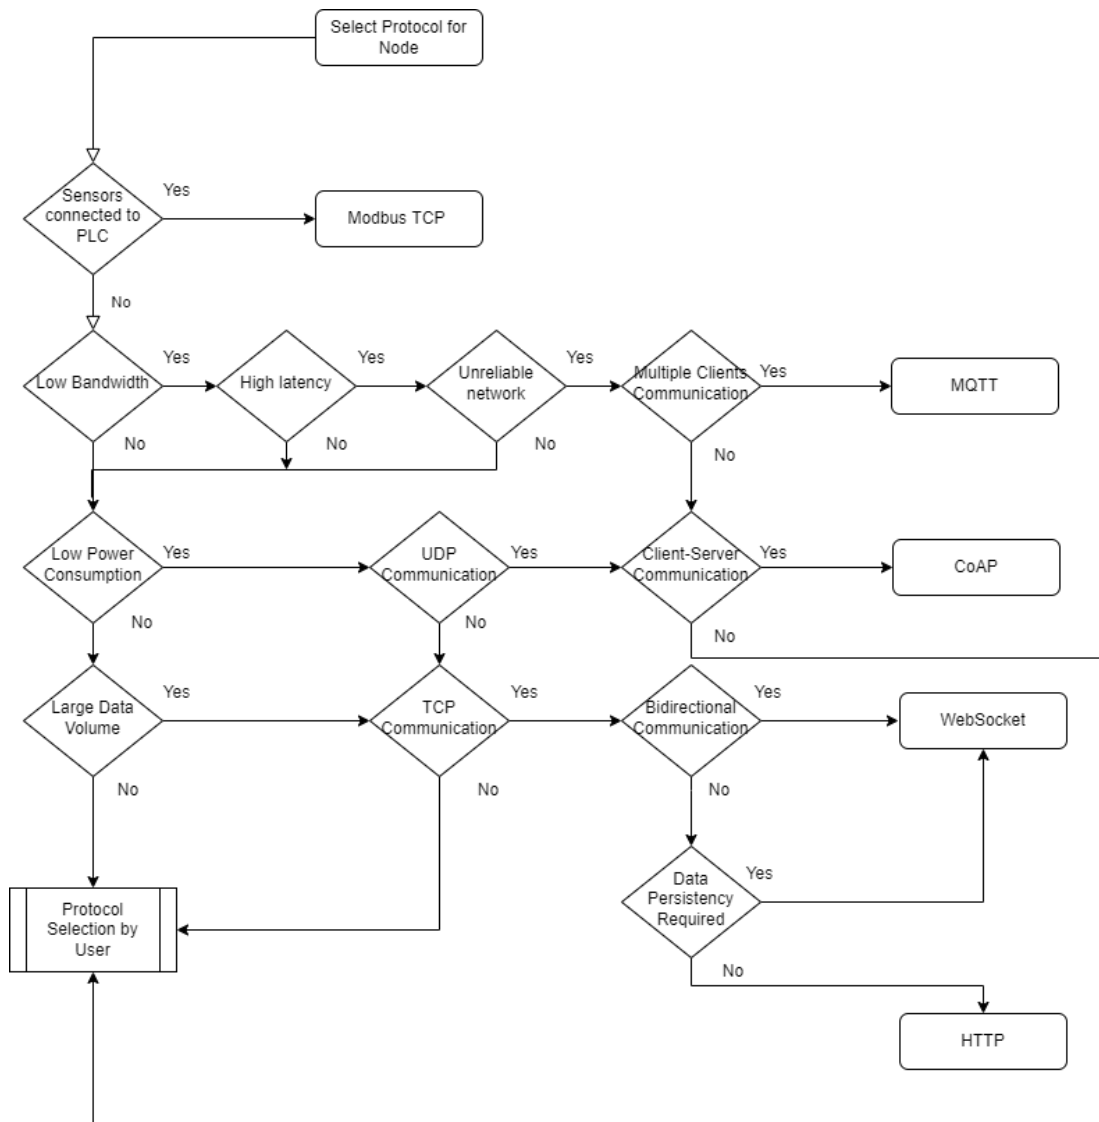 Select Protocol for
Node
Sensors
connected to
PLC
Yes
Modbus TCP
No
Low Bandwidth
Yes
High latency
Yes
Unreliable
network
Yes
Multiple Clients
Communication
Yes
MQTT
No
No
No
No
Low Power
Consumption
Yes
UDP
Communication
Yes
Client-Server
Communication
Yes
CoAP
No
No
No
Large Data
Volume
Yes
TCP
Communication
Yes
Bidirectional
Communication
Yes
WebSocket
No
No
No
Protocol
Selection by
User
Data
Persistency
Required
Yes
No
HTTP